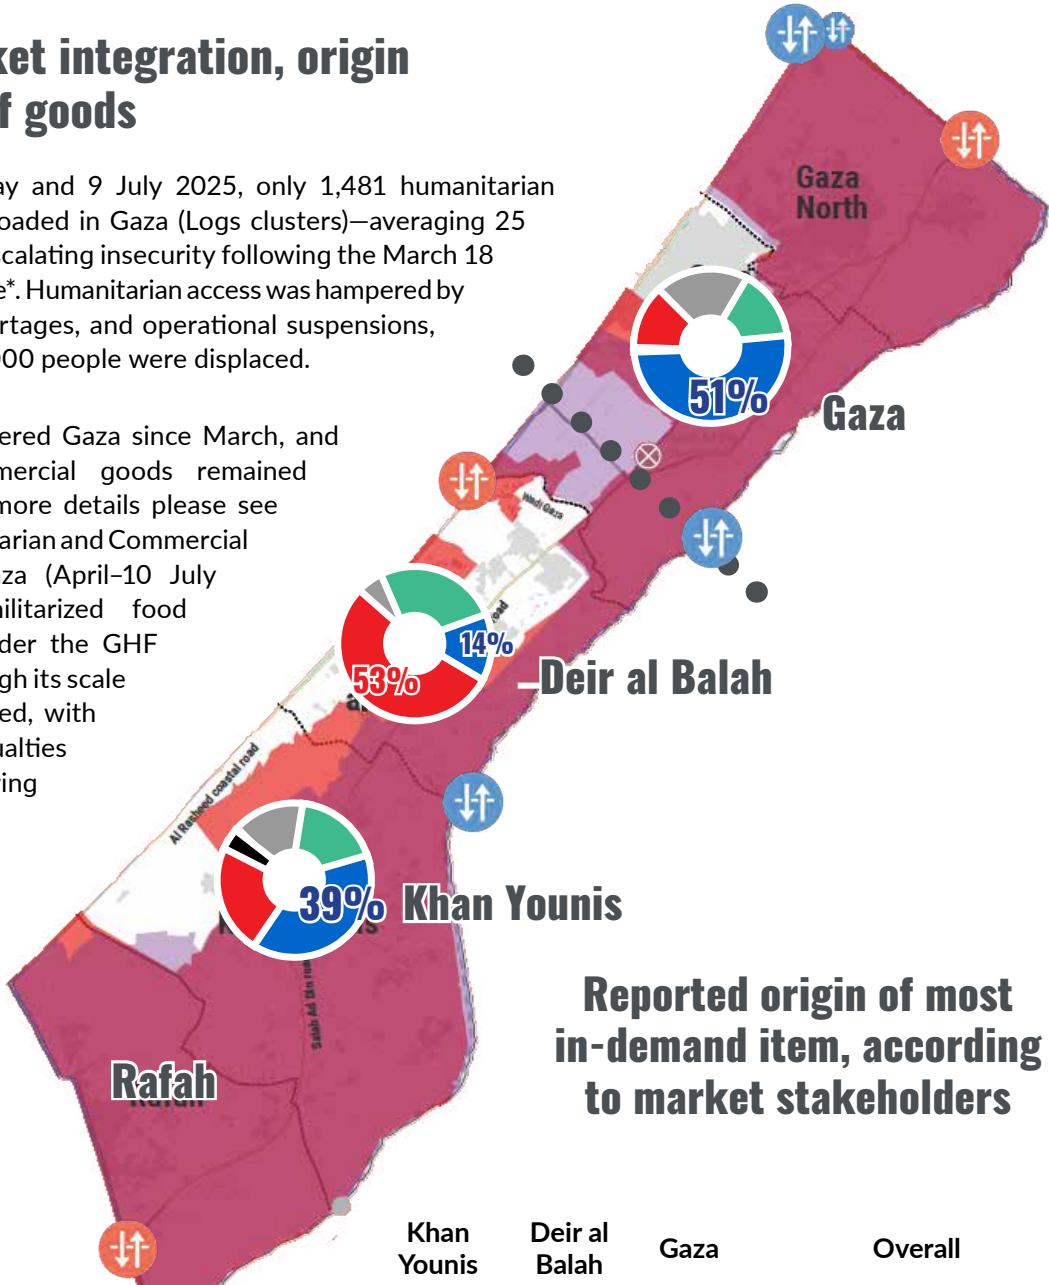 ket integration, origin
f goods
ay and 9 July 2025, only 1,481 humanitarian
oaded in Gaza (Logs clusters)—averaging 25
scalating insecurity following the March 18
e*. Humanitarian access was hampered by
rtages, and operational suspensions,
000 people were displaced.
ered Gaza since March, and
mercial goods remained
more details please see
arian and Commercial
za (April–10 July
ilitarized food
der the GHF
gh its scale
ed, with
ualties
ing
Gaza
North
51%
Gaza
Wadi Gaza
oad
14%
53%
Deir al Balah
Al Rasheed coastal road
39%
Khan Younis
Salah Ad Din road
Reported origin of most
in-demand item, according
to market stakeholders
Rafah
Rafah
Khan
Younis
Deir al
Balah
Gaza
Overall